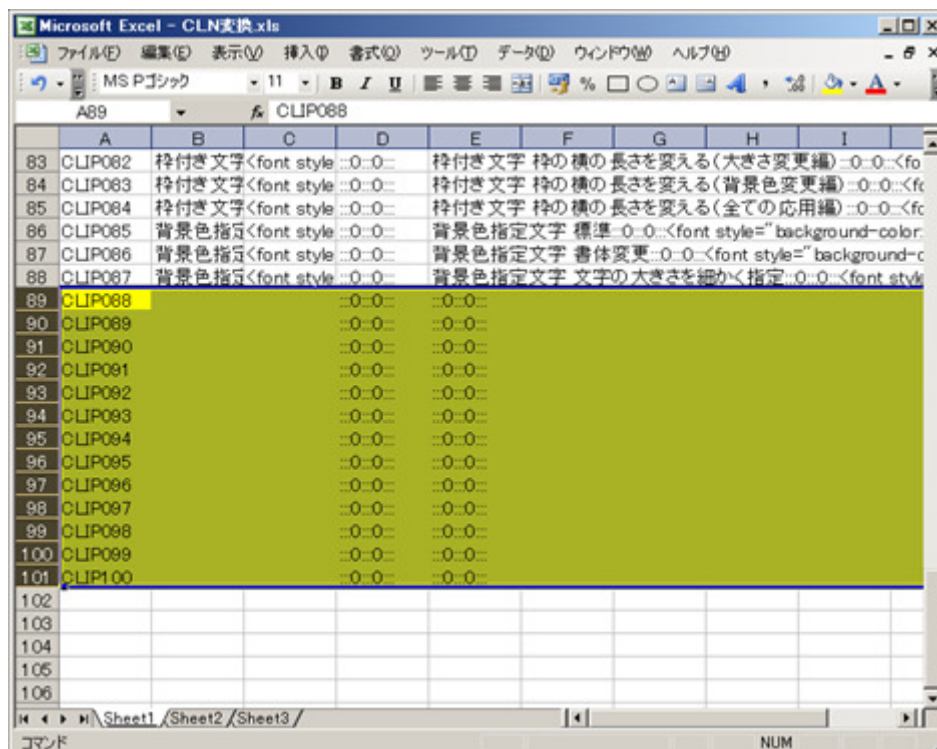 Microsoft Excel - CLN変換.xls
ファイル(F) 編集(E) 表示(V) 挿入(I) 書式(O) ツール(T) データ(D) ウィンドウ(W) ヘルプ(H)
MS Pゴシック 11 B I U
A89 fx CLIP088
A B C D E F G H I
83 CLIP082 枠付き文字 <font style :::0:::0::: 枠付き文字 枠の横の長さを変える(大きさ変更編):::0:::0:::<fo
84 CLIP083 枠付き文字 <font style :::0:::0::: 枠付き文字 枠の横の長さを変える(背景色変更編):::0:::0:::<fo
85 CLIP084 枠付き文字 <font style :::0:::0::: 枠付き文字 枠の横の長さを変える(全ての応用編):::0:::0:::<fo
86 CLIP085 背景色指定 <font style :::0:::0::: 背景色指定文字 標準:::0:::0:::<font style="background-color:
87 CLIP086 背景色指定 <font style :::0:::0::: 背景色指定文字 書体変更:::0:::0:::<font style="background-c
88 CLIP087 背景色指定 <font style :::0:::0::: 背景色指定文字 文字の大きさを細かく指定:::0:::0:::<font style
89 CLIP088 :::0:::0::: :::0:::0:::
90 CLIP089 :::0:::0::: :::0:::0:::
91 CLIP090 :::0:::0::: :::0:::0:::
92 CLIP091 :::0:::0::: :::0:::0:::
93 CLIP092 :::0:::0::: :::0:::0:::
94 CLIP093 :::0:::0::: :::0:::0:::
95 CLIP094 :::0:::0::: :::0:::0:::
96 CLIP095 :::0:::0::: :::0:::0:::
97 CLIP096 :::0:::0::: :::0:::0:::
98 CLIP097 :::0:::0::: :::0:::0:::
99 CLIP098 :::0:::0::: :::0:::0:::
100 CLIP099 :::0:::0::: :::0:::0:::
101 CLIP100 :::0:::0::: :::0:::0:::
102
103
104
105
106
Sheet1 Sheet2 Sheet3
コマンド NUM